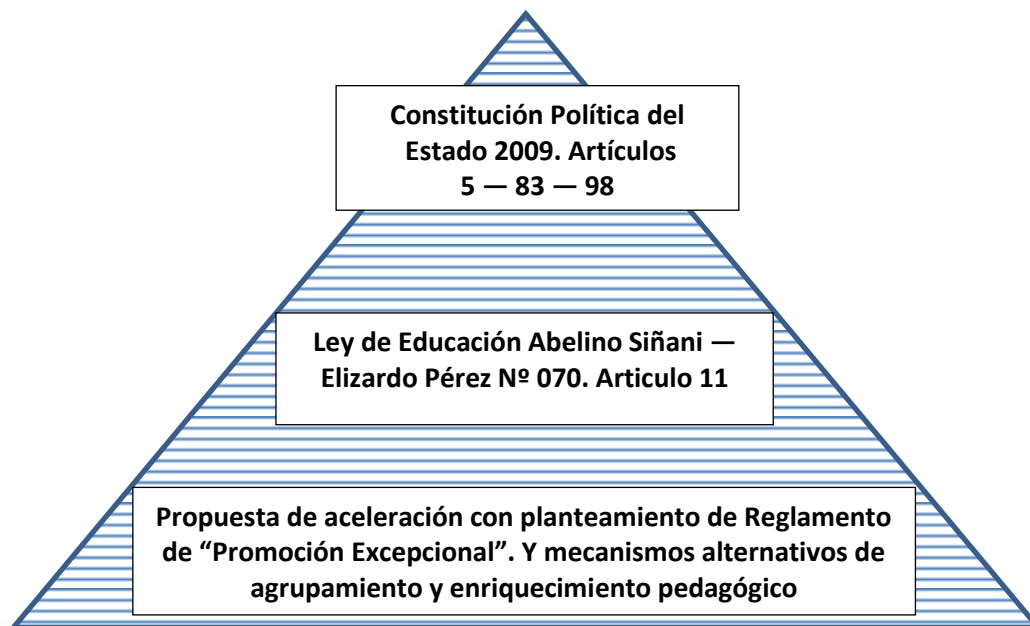 Constitución Política del
Estado 2009. Artículos
5 — 83 — 98
Ley de Educación Abelino Siñani —
Elizardo Pérez Nº 070. Articulo 11
Propuesta de aceleración con planteamiento de Reglamento
de “Promoción Excepcional”. Y mecanismos alternativos de
agrupamiento y enriquecimiento pedagógico